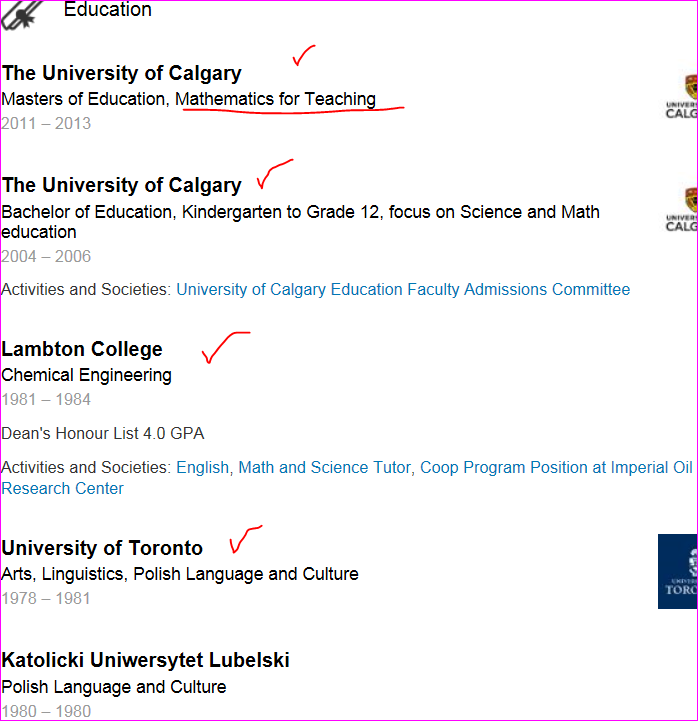 Education
The University of Calgary
Masters of Education, Mathematics for Teaching
2011 – 2013
The University of Calgary
Bachelor of Education, Kindergarten to Grade 12, focus on Science and Math
education
2004 – 2006
Activities and Societies: University of Calgary Education Faculty Admissions Committee
Lambton College
Chemical Engineering
1981 – 1984
Dean's Honour List 4.0 GPA
Activities and Societies: English, Math and Science Tutor, Coop Program Position at Imperial Oil
Research Center
University of Toronto
Arts, Linguistics, Polish Language and Culture
1978 – 1981
Katolicki Uniwersytet Lubelski
Polish Language and Culture
1980 – 1980